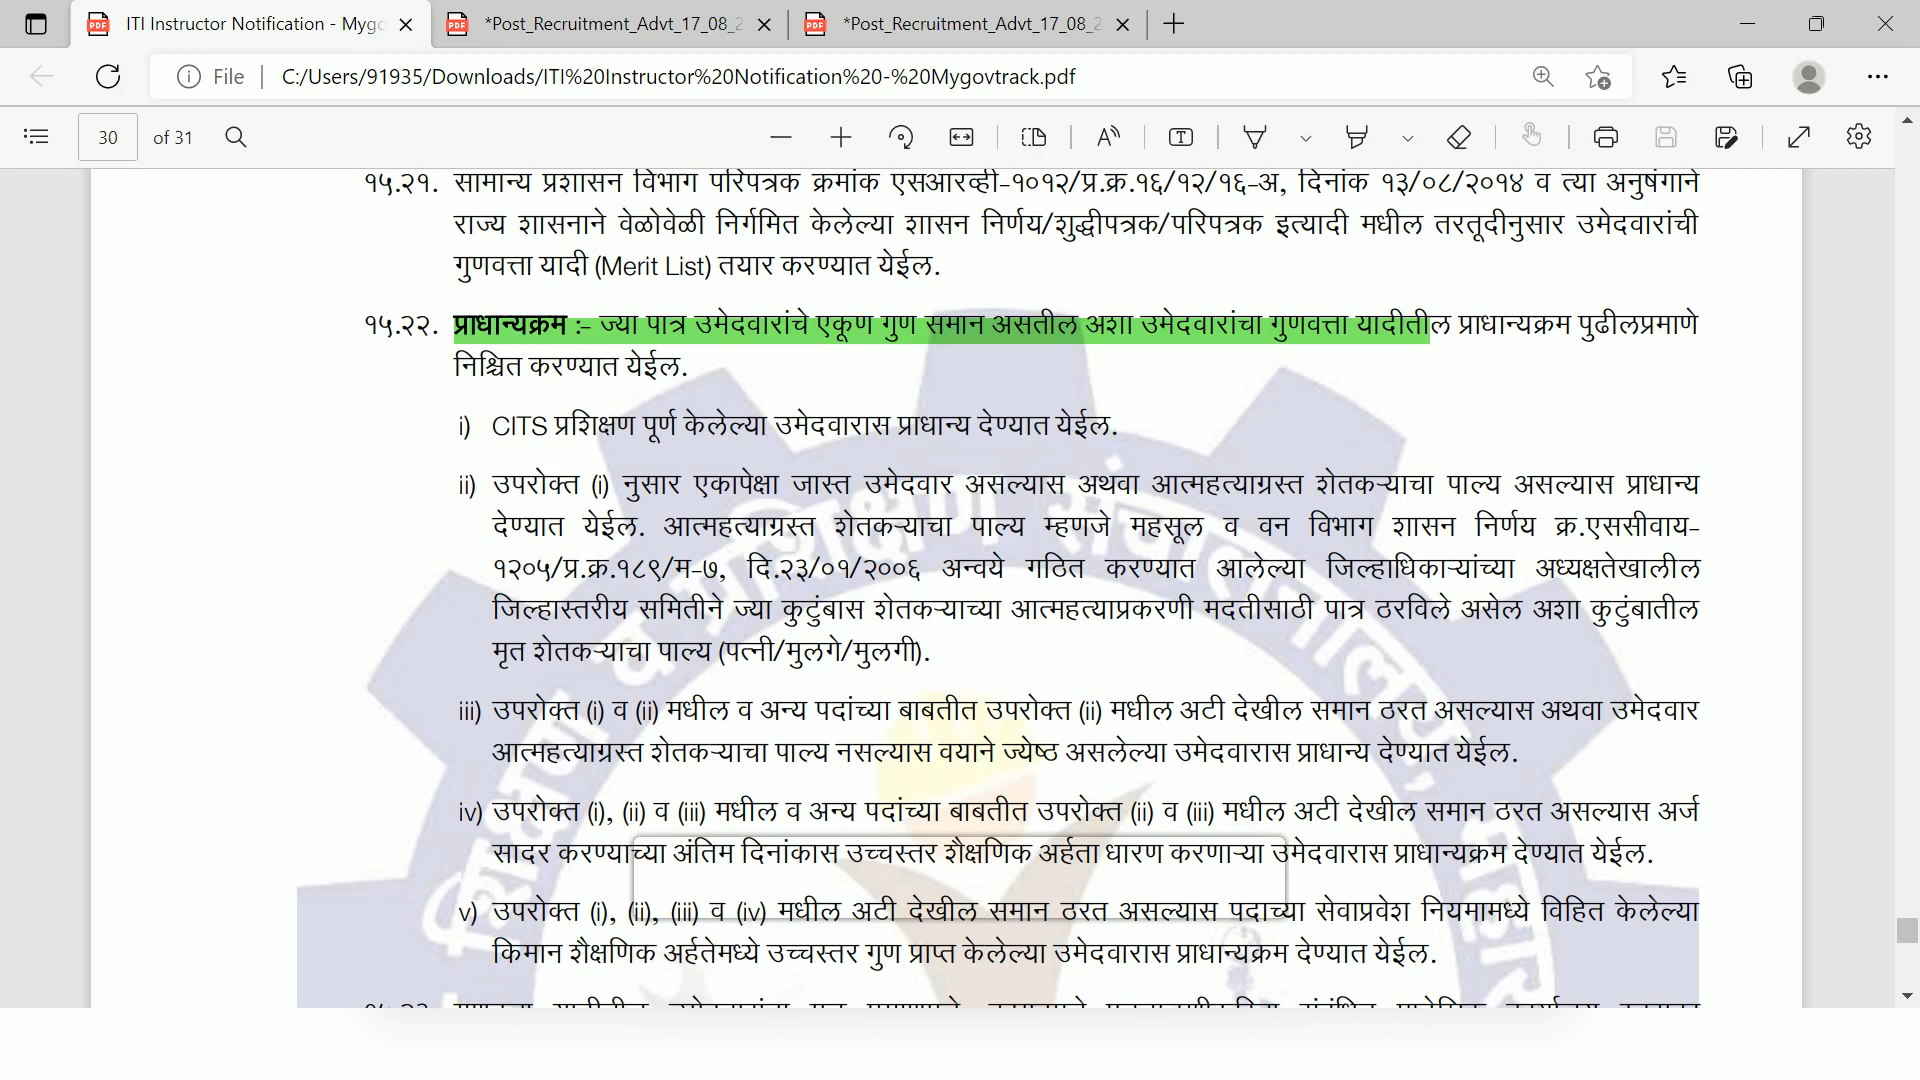 ITI Instructor Notification - Mygo
*Post_Recruitment_Advt_17_08_2
*Post_Recruitment_Advt_17_08_2
File
C:/Users/91935/Downloads/ITI%20Instructor%20Notification%20-%20Mygovtrack.pdf
30 of 31
१५.२१. सामान्य प्रशासन विभाग परिपत्रक क्रमांक एसआरव्ही-१०१२/प्र.क्र.१६/१२/१६-अ, दिनांक १३/०८/२०१४ व त्या अनुषंगाने
राज्य शासनाने वेळोवेळी निर्गमित केलेल्या शासन निर्णय/शुद्धीपत्रक/परिपत्रक इत्यादी मधील तरतूदीनुसार उमेदवारांची
गुणवत्ता यादी (Merit List) तयार करण्यात येईल.
१५.२२. प्राधान्यक्रम :- ज्या पात्र उमेदवारांचे एकूण गुण समान असतील अशा उमेदवारांचा गुणवत्ता यादीतील प्राधान्यक्रम पुढीलप्रमाणे
निश्चित करण्यात येईल.
i) CITS प्रशिक्षण पूर्ण केलेल्या उमेदवारास प्राधान्य देण्यात येईल.
ii) उपरोक्त (i) नुसार एकापेक्षा जास्त उमेदवार असल्यास अथवा आत्महत्याग्रस्त शेतकऱ्याचा पाल्य असल्यास प्राधान्य
देण्यात येईल. आत्महत्याग्रस्त शेतकऱ्याचा पाल्य म्हणजे महसूल व वन विभाग शासन निर्णय क्र.एससीवाय-
१२०५/प्र.क्र.१८९/म-७, दि.२३/०१/२००६ अन्वये गठित करण्यात आलेल्या जिल्हाधिकाऱ्यांच्या अध्यक्षतेखालील
जिल्हास्तरीय समितीने ज्या कुटुंबास शेतकऱ्याच्या आत्महत्याप्रकरणी मदतीसाठी पात्र ठरविले असेल अशा कुटुंबातील
मृत शेतकऱ्याचा पाल्य (पत्नी/मुलगे/मुलगी).
iii) उपरोक्त (i) व (ii) मधील व अन्य पदांच्या बाबतीत उपरोक्त (ii) मधील अटी देखील समान ठरत असल्यास अथवा उमेदवार
आत्महत्याग्रस्त शेतकऱ्याचा पाल्य नसल्यास वयाने ज्येष्ठ असलेल्या उमेदवारास प्राधान्य देण्यात येईल.
iv) उपरोक्त (i), (ii) व (iii) मधील व अन्य पदांच्या बाबतीत उपरोक्त (ii) व (iii) मधील अटी देखील समान ठरत असल्यास अर्ज
सादर करण्याच्या अंतिम दिनांकास उच्चस्तर शैक्षणिक अर्हता धारण करणाऱ्या उमेदवारास प्राधान्यक्रम देण्यात येईल.
v) उपरोक्त (i), (ii), (iii) व (iv) मधील अटी देखील समान ठरत असल्यास पदाच्या सेवाप्रवेश नियमामध्ये विहित केलेल्या
किमान शैक्षणिक अर्हतेमध्ये उच्चस्तर गुण प्राप्त केलेल्या उमेदवारास प्राधान्यक्रम देण्यात येईल.